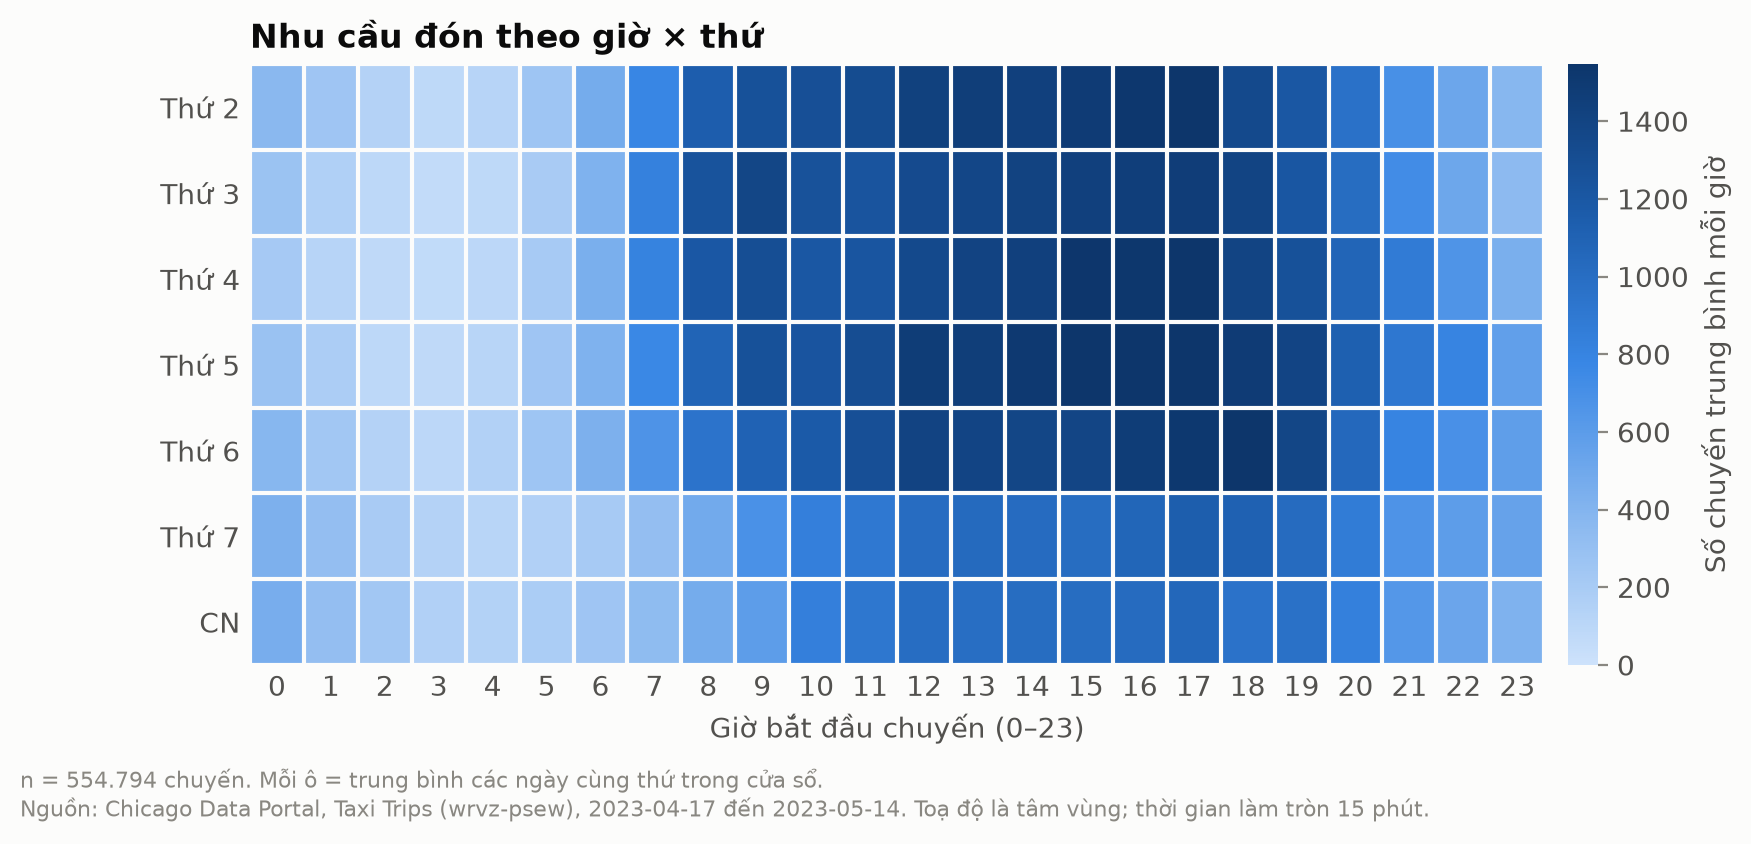 Nhu cầu đón theo giờ × thứ
Thứ 2
Thứ 3
Thứ 4
Thứ 5
Thứ 6
Thứ 7
CN
0 1 2 3 4 5 6 7 8 9 10 11 12 13 14 15 16 17 18 19 20 21 22 23
Giờ bắt đầu chuyến (0–23)
1400
1200
1000
800
600
400
200
0
Số chuyến trung bình mỗi giờ
n = 554.794 chuyến. Mỗi ô = trung bình các ngày cùng thứ trong cửa sổ.
Nguồn: Chicago Data Portal, Taxi Trips (wrvz-psew), 2023-04-17 đến 2023-05-14. Toạ độ là tâm vùng; thời gian làm tròn 15 phút.